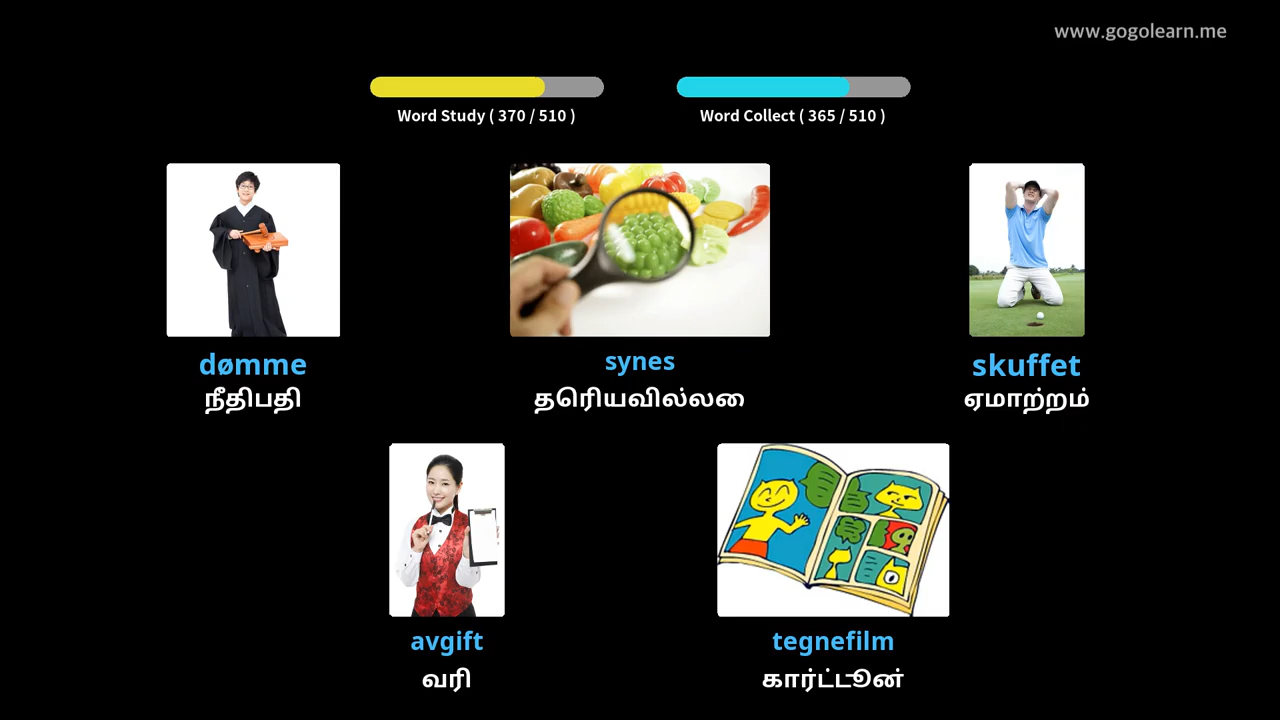 www.gogolearn.me
Word Study ( 370 / 510 )
Word Collect ( 365 / 510 )
dømme
நீதிபதி
synes
தெரியவில்லை
skuffet
ஏமாற்றம்
avgift
வரி
tegnefilm
கார்ட்டூன்